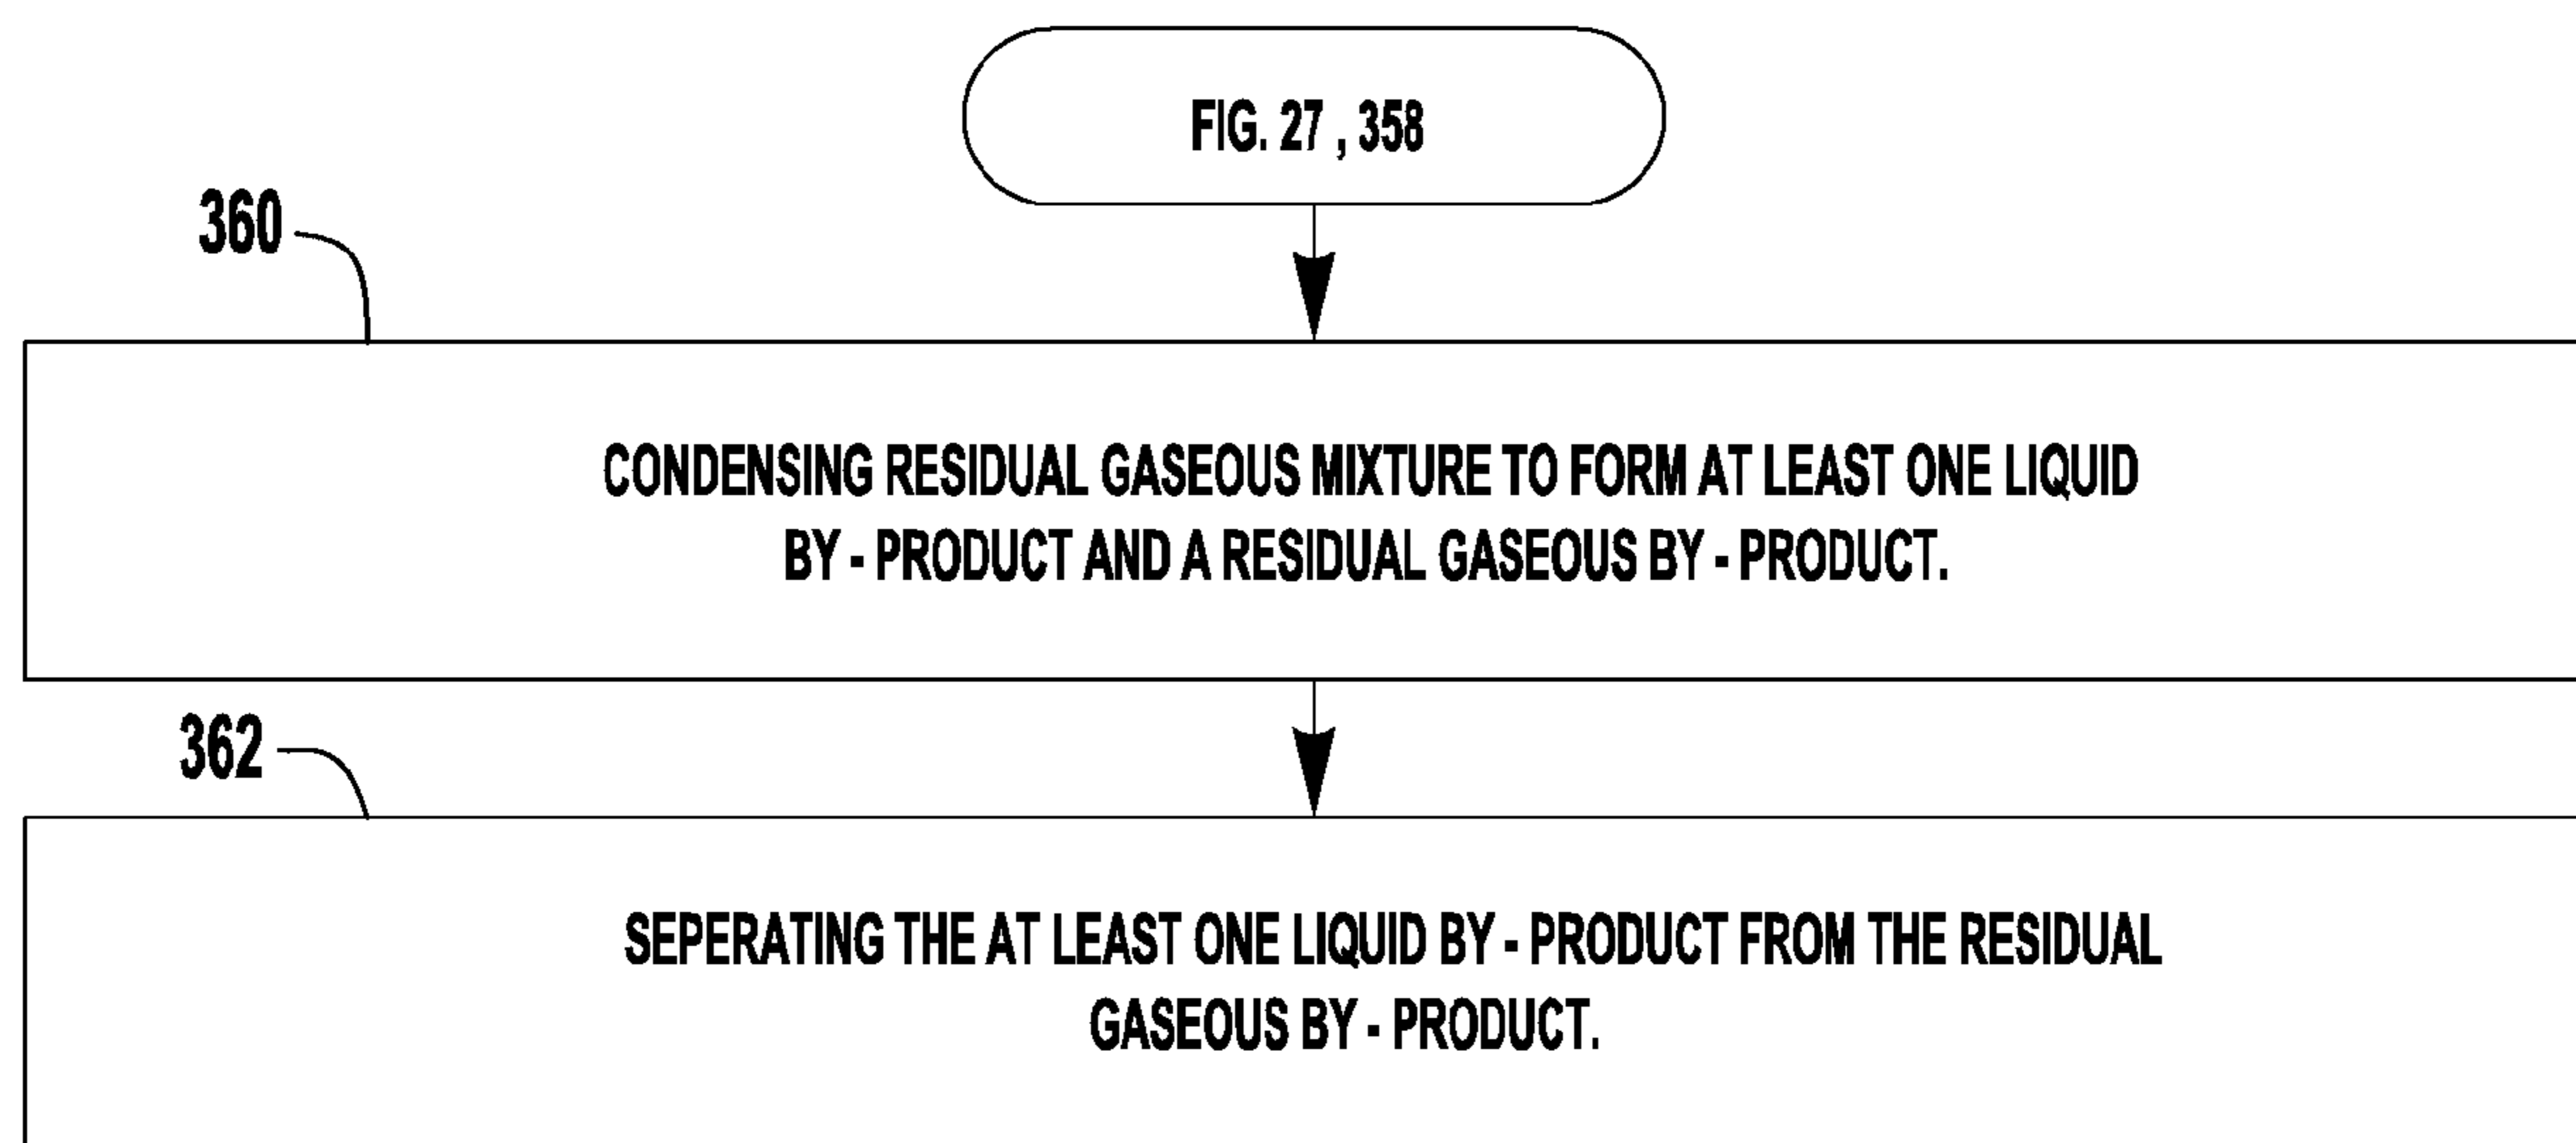 FIG. 27 , 358
360
CONDENSING RESIDUAL GASEOUS MIXTURE TO FORM AT LEAST ONE LIQUID
BY - PRODUCT AND A RESIDUAL GASEOUS BY - PRODUCT.
362
SEPERATING THE AT LEAST ONE LIQUID BY - PRODUCT FROM THE RESIDUAL
GASEOUS BY - PRODUCT.